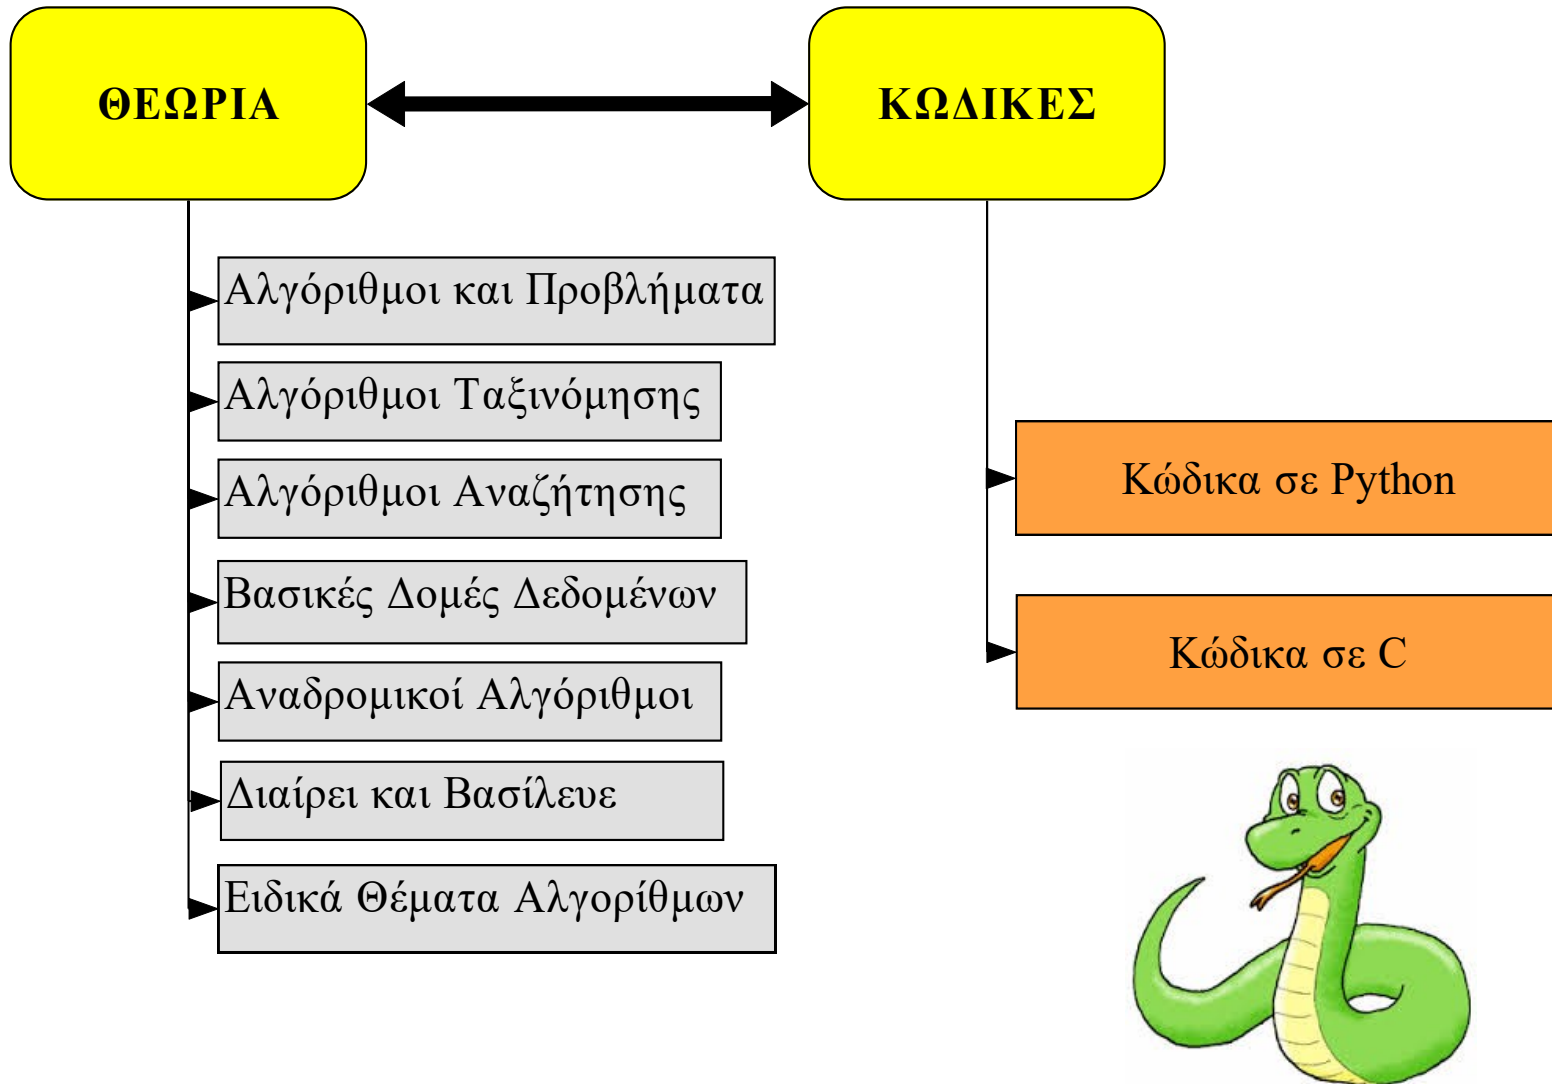 ΘΕΩΡΙΑ
ΚΩΔΙΚΕΣ
Αλγόριθμοι και Προβλήματα
Αλγόριθμοι Ταξινόμησης
Αλγόριθμοι Αναζήτησης
Βασικές Δομές Δεδομένων
Αναδρομικοί Αλγόριθμοι
Διαίρει και Βασίλευε
Ειδικά Θέματα Αλγορίθμων
Κώδικα σε Python
Κώδικα σε C